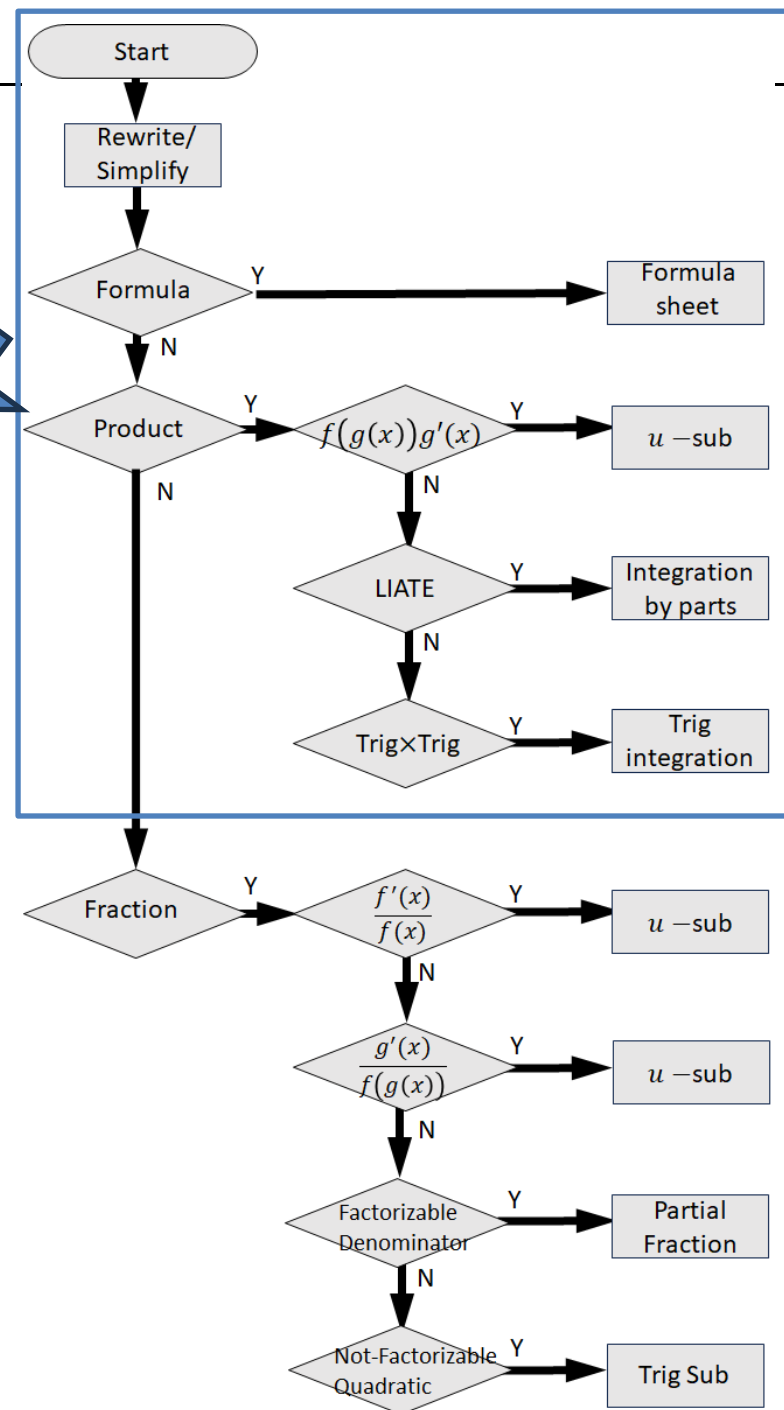 Start
Rewrite/
Simplify
Formula
Y
Formula
sheet
N
Product
Y
f(g(x))g′(x)
Y
u −sub
N
N
LIATE
Y
Integration
by parts
N
Trig×Trig
Y
Trig
integration
Fraction
Y
f′(x)
f(x)
Y
u −sub
N
g′(x)
f(g(x))
Y
u −sub
N
Factorizable
Denominator
Y
Partial
Fraction
N
Not-Factorizable
Quadratic
Y
Trig Sub